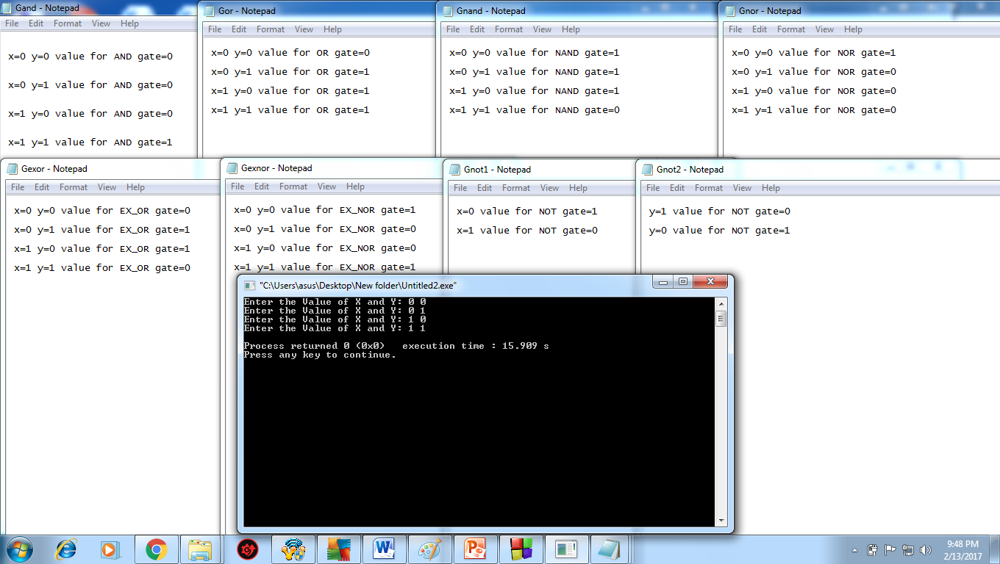 Gand - Notepad
File Edit Format View Help
x=0 y=0 value for AND gate=0
x=0 y=1 value for AND gate=0
x=1 y=0 value for AND gate=0
x=1 y=1 value for AND gate=1
Gor - Notepad
File Edit Format View Help
x=0 y=0 value for OR gate=0
x=0 y=1 value for OR gate=1
x=1 y=0 value for OR gate=1
x=1 y=1 value for OR gate=1
Gnand - Notepad
File Edit Format View Help
x=0 y=0 value for NAND gate=1
x=0 y=1 value for NAND gate=1
x=1 y=0 value for NAND gate=1
x=1 y=1 value for NAND gate=0
Gnor - Notepad
File Edit Format View Help
x=0 y=0 value for NOR gate=1
x=0 y=1 value for NOR gate=0
x=1 y=0 value for NOR gate=0
x=1 y=1 value for NOR gate=0
Gexor - Notepad
File Edit Format View Help
x=0 y=0 value for EX_OR gate=0
x=0 y=1 value for EX_OR gate=1
x=1 y=0 value for EX_OR gate=1
x=1 y=1 value for EX_OR gate=0
Gexnor - Notepad
File Edit Format View Help
x=0 y=0 value for EX_NOR gate=1
x=0 y=1 value for EX_NOR gate=0
x=1 y=0 value for EX_NOR gate=0
x=1 y=1 value for EX_NOR gate=1
Gnot1 - Notepad
File Edit Format View Help
x=0 value for NOT gate=1
x=1 value for NOT gate=0
Gnot2 - Notepad
File Edit Format View Help
y=1 value for NOT gate=0
y=0 value for NOT gate=1
"C:\Users\asus\Desktop\New folder\Untitled2.exe"
Enter the Value of X and Y: 0 0
Enter the Value of X and Y: 0 1
Enter the Value of X and Y: 1 0
Enter the Value of X and Y: 1 1
Process returned 0 (0x0)   execution time : 15.909 s
Press any key to continue.
9:48 PM
2/13/2017